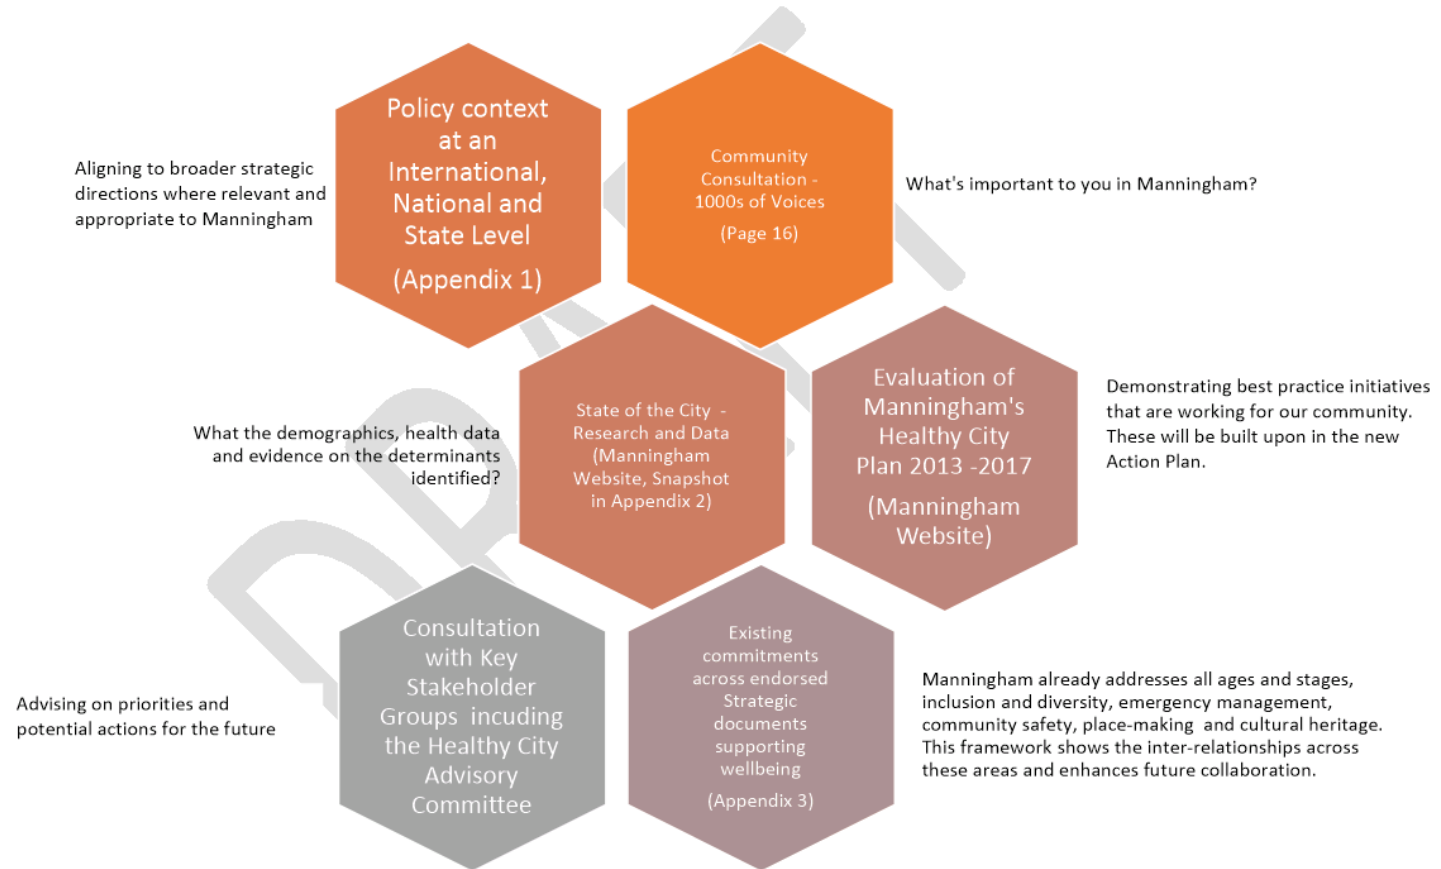 Policy context
at an
International,
National and
State Level
(Appendix 1)
Aligning to broader strategic
directions where relevant and
appropriate to Manningham
Community
Consultation -
1000s of Voices
(Page 16)
What's important to you in Manningham?
State of the City -
Research and Data
(Manningham
Website, Snapshot
in Appendix 2)
What the demographics, health data
and evidence on the determinants
identified?
Evaluation of
Manningham's
Healthy City
Plan 2013 -2017
(Manningham
Website)
Demonstrating best practice initiatives
that are working for our community.
These will be built upon in the new
Action Plan.
Consultation
with Key
Stakeholder
Groups incuding
the Healthy City
Advisory
Committee
Advising on priorities and
potential actions for the future
Existing
commitments
across endorsed
Strategic
documents
supporting
wellbeing
(Appendix 3)
Manningham already addresses all ages and stages,
inclusion and diversity, emergency management,
community safety, place-making and cultural heritage.
This framework shows the inter-relationships across
these areas and enhances future collaboration.
DRAFT